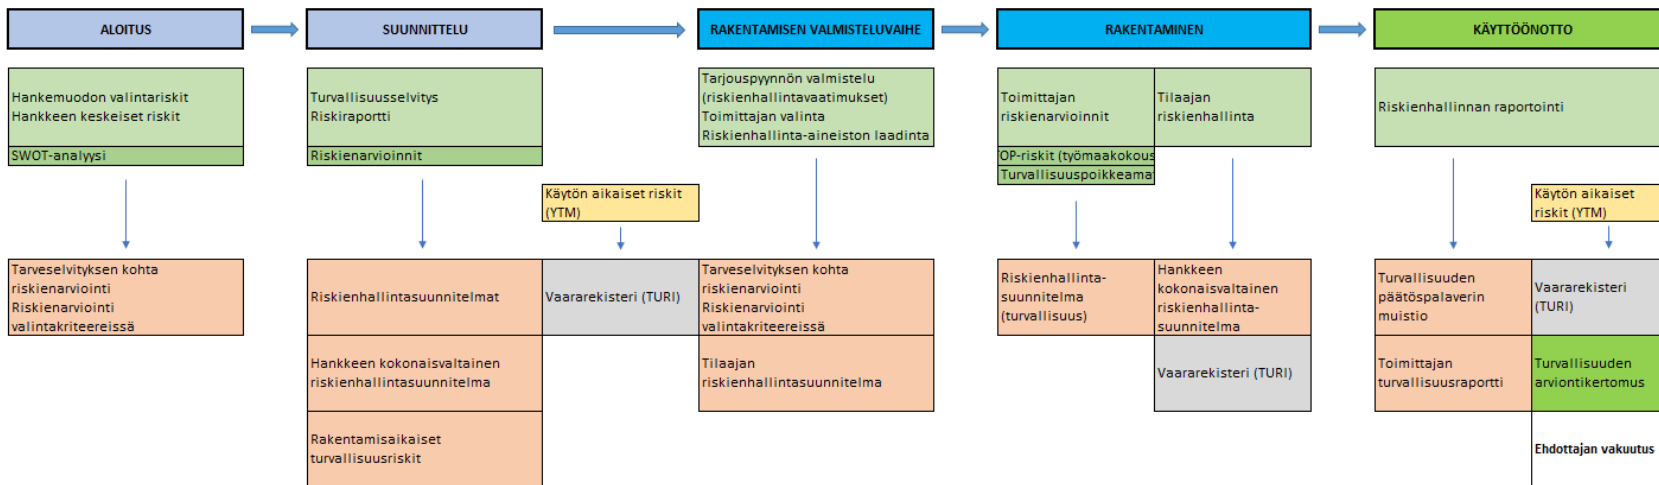 ALOITUS
SUUNNITTELU
RAKENTAMISEN VALMISTELUVAIHE
RAKENTAMINEN
KÄYTTÖÖNOTTO
Hankemuodon valintariskit
Hankkeen keskeiset riskit
SWOT-analyysi
Turvallisuusselvitys
Riskiraportti
Riskienarvioinnit
Tarjouspyynnön valmistelu
(riskienhallintavaatimukset)
Toimittajan valinta
Riskienhallinta-aineiston laadinta
Toimittajan
riskienarvioinnit
OP-riskit (työmaakokous
Turvallisuuspoikkeamat
Tilaajan
riskienhallinta
Riskienhallinnan raportointi
Käytön aikaiset riskit
(YTM)
Käytön aikaiset
riskit (YTM)
Tarveselvityksen kohta
riskienarviointi
Riskienarviointi
valintakriteereissä
Riskienhallintasuunnitelmat
Hankkeen kokonaisvaltainen
riskienhallintasuunnitelma
Rakentamisaikaiset
turvallisuusriskit
Vaararekisteri (TURI)
Tarveselvityksen kohta
riskienarviointi
Riskienarviointi
valintakriteereissä
Tilaajan
riskienhallintasuunnitelma
Riskienhallinta-
suunnitelma
(turvallisuus)
Hankkeen
kokonaisvaltainen
riskienhallinta-
suunnitelma
Vaararekisteri (TURI)
Turvallisuuden
päätöspalaverin
muistio
Toimittajan
turvallisuusraportti
Vaararekisteri
(TURI)
Turvallisuuden
arviontikertomus
Ehdottajan vakuutus